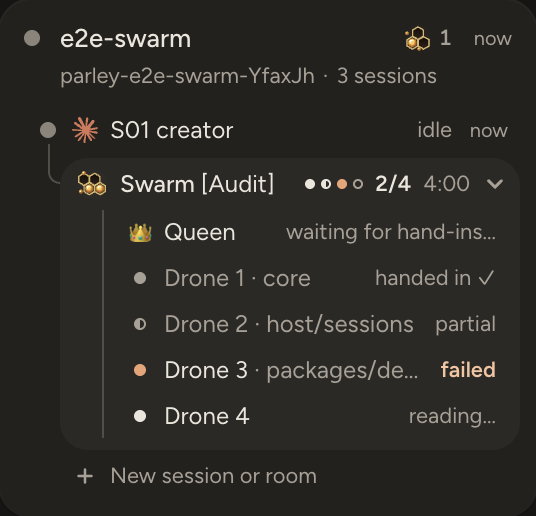 e2e-swarm 1 now
parley-e2e-swarm-YfaxJh · 3 sessions
S01 creator idle now
Swarm [Audit] 2/4 4:00
Queen waiting for hand-ins...
Drone 1 · core handed in ✓
Drone 2 · host/sessions partial
Drone 3 · packages/de... failed
Drone 4 reading...
+ New session or room